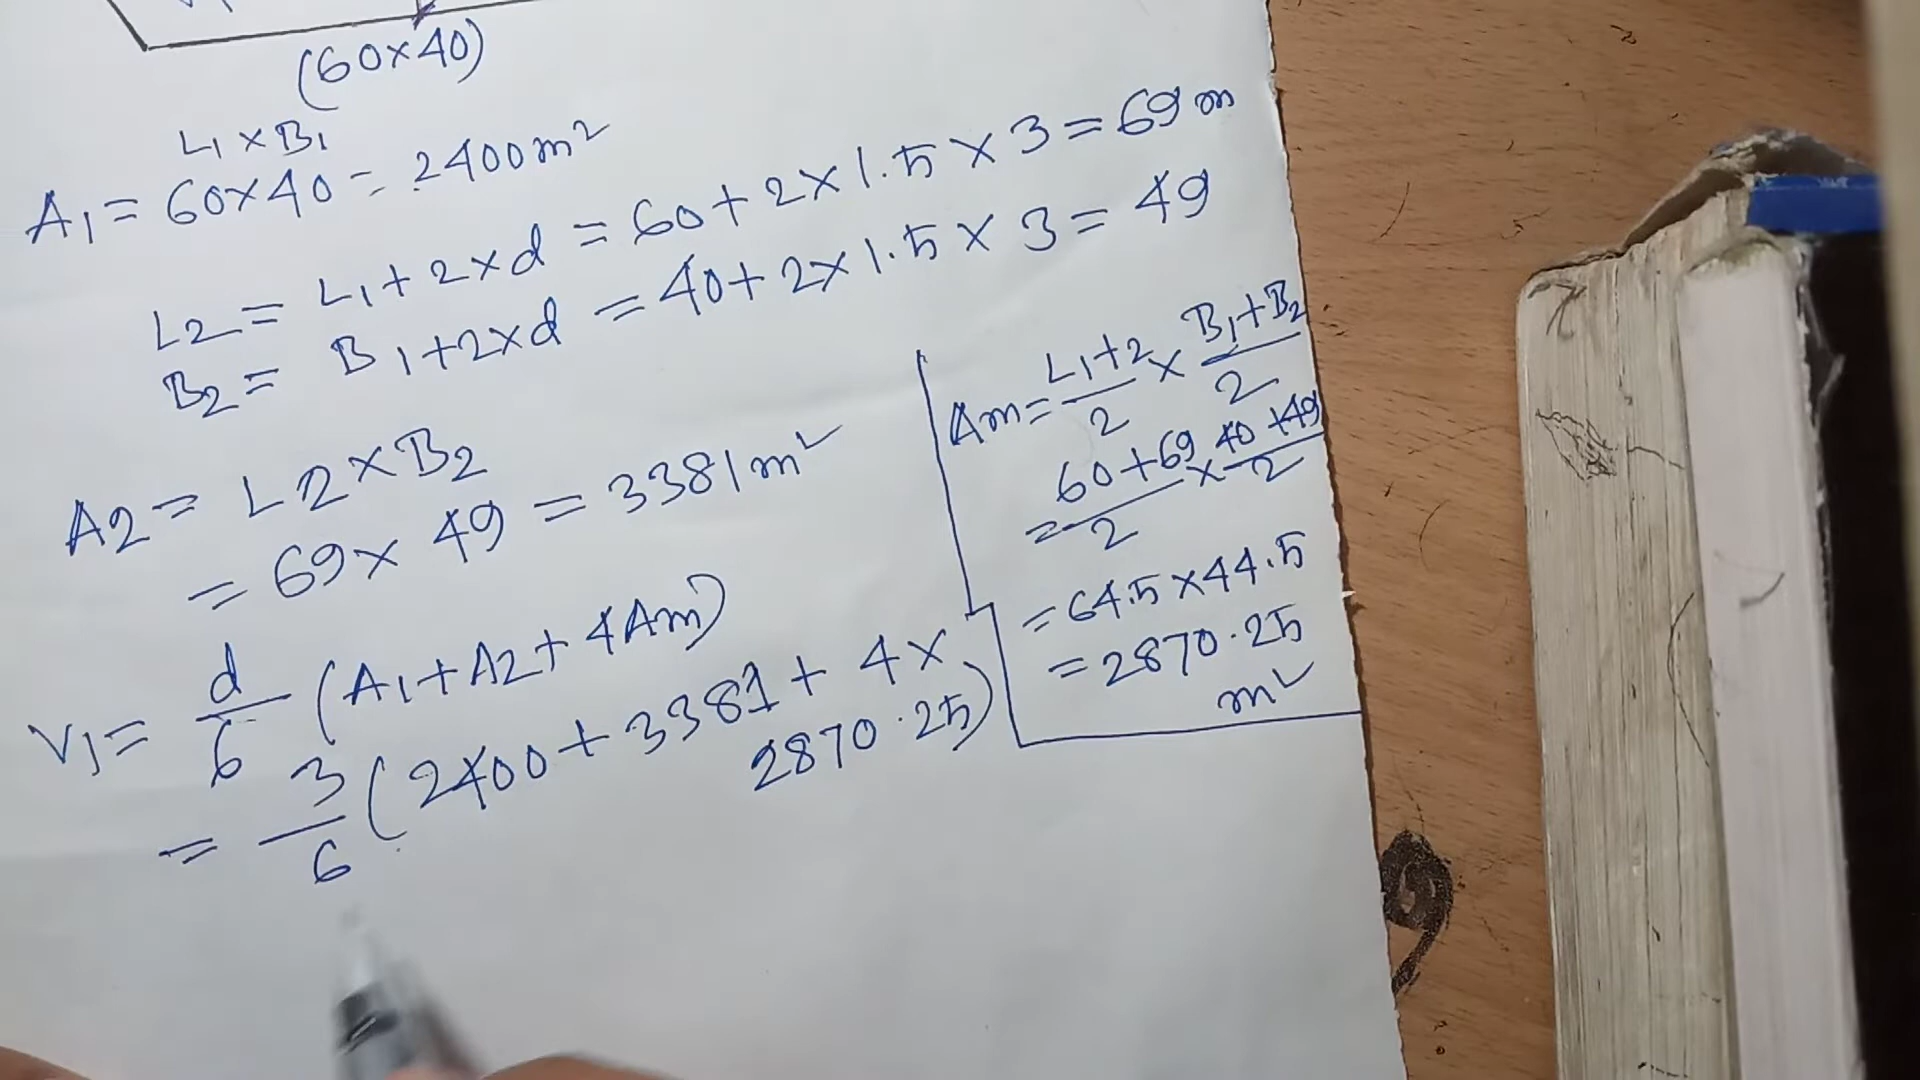 (60×40)
L1 × B1
A1 = 60×40 = 2400m²
L2 = L1 + 2×d = 60 + 2×1.5×3 = 69 m
B2 = B1 + 2×d = 40 + 2×1.5×3 = 49
A2 = L2 × B2
= 69 × 49 = 3381 m²
V1 = d/6 (A1 + A2 + 4Am)
= 3/6 (2400 + 3381 + 4×
2870.25)
Am = L1+2/2 × B1+B2/2
= 60+69/2 × 40+49/2
= 64.5 × 44.5
= 2870.25
m²